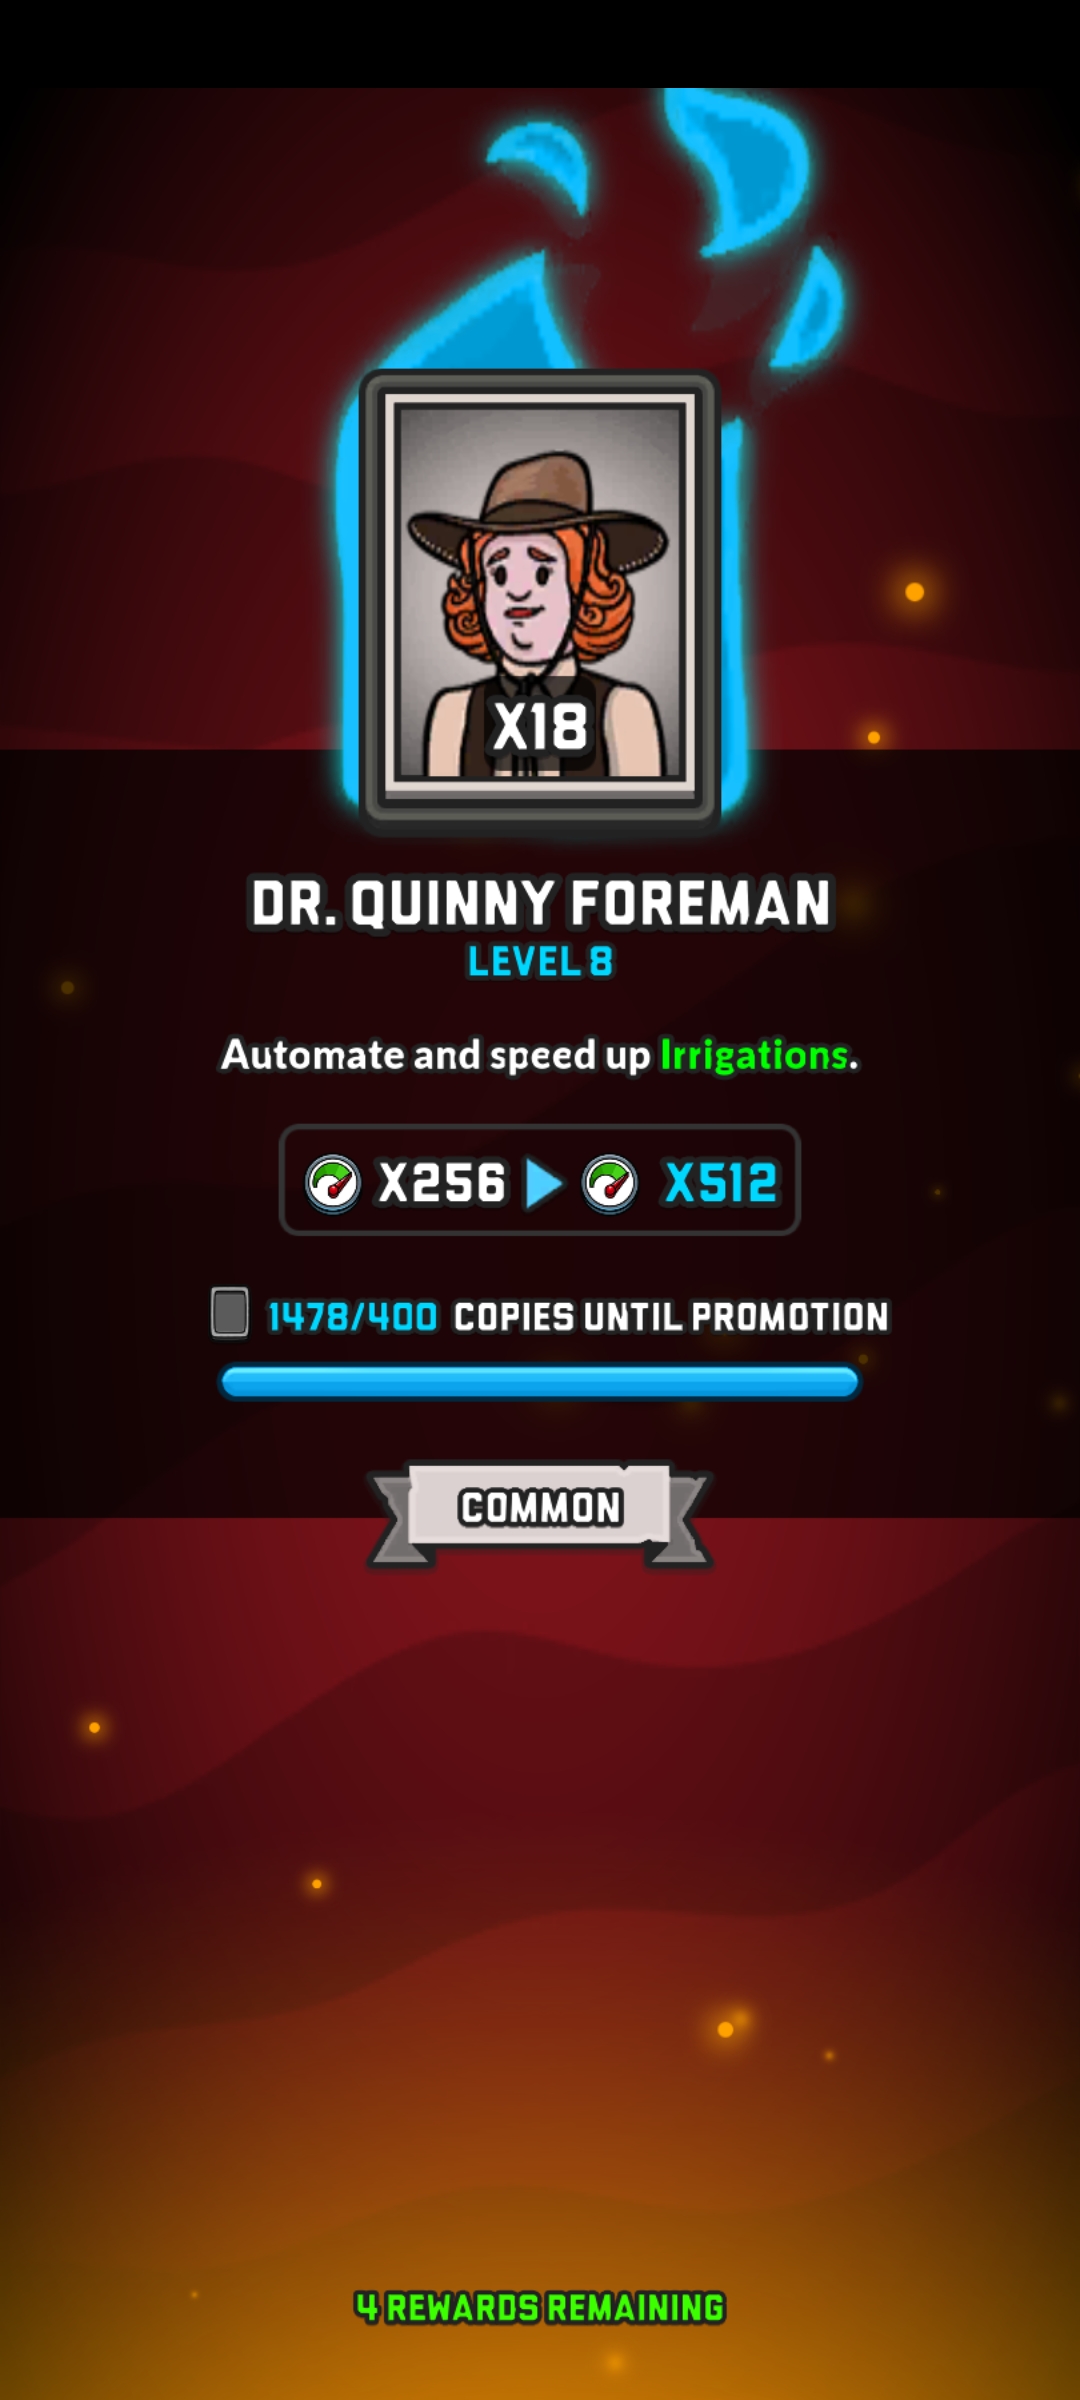 X18
DR. QUINNY FOREMAN
LEVEL 8
Automate and speed up Irrigations.
X256 X512
1478/400 COPIES UNTIL PROMOTION
COMMON
4 REWARDS REMAINING